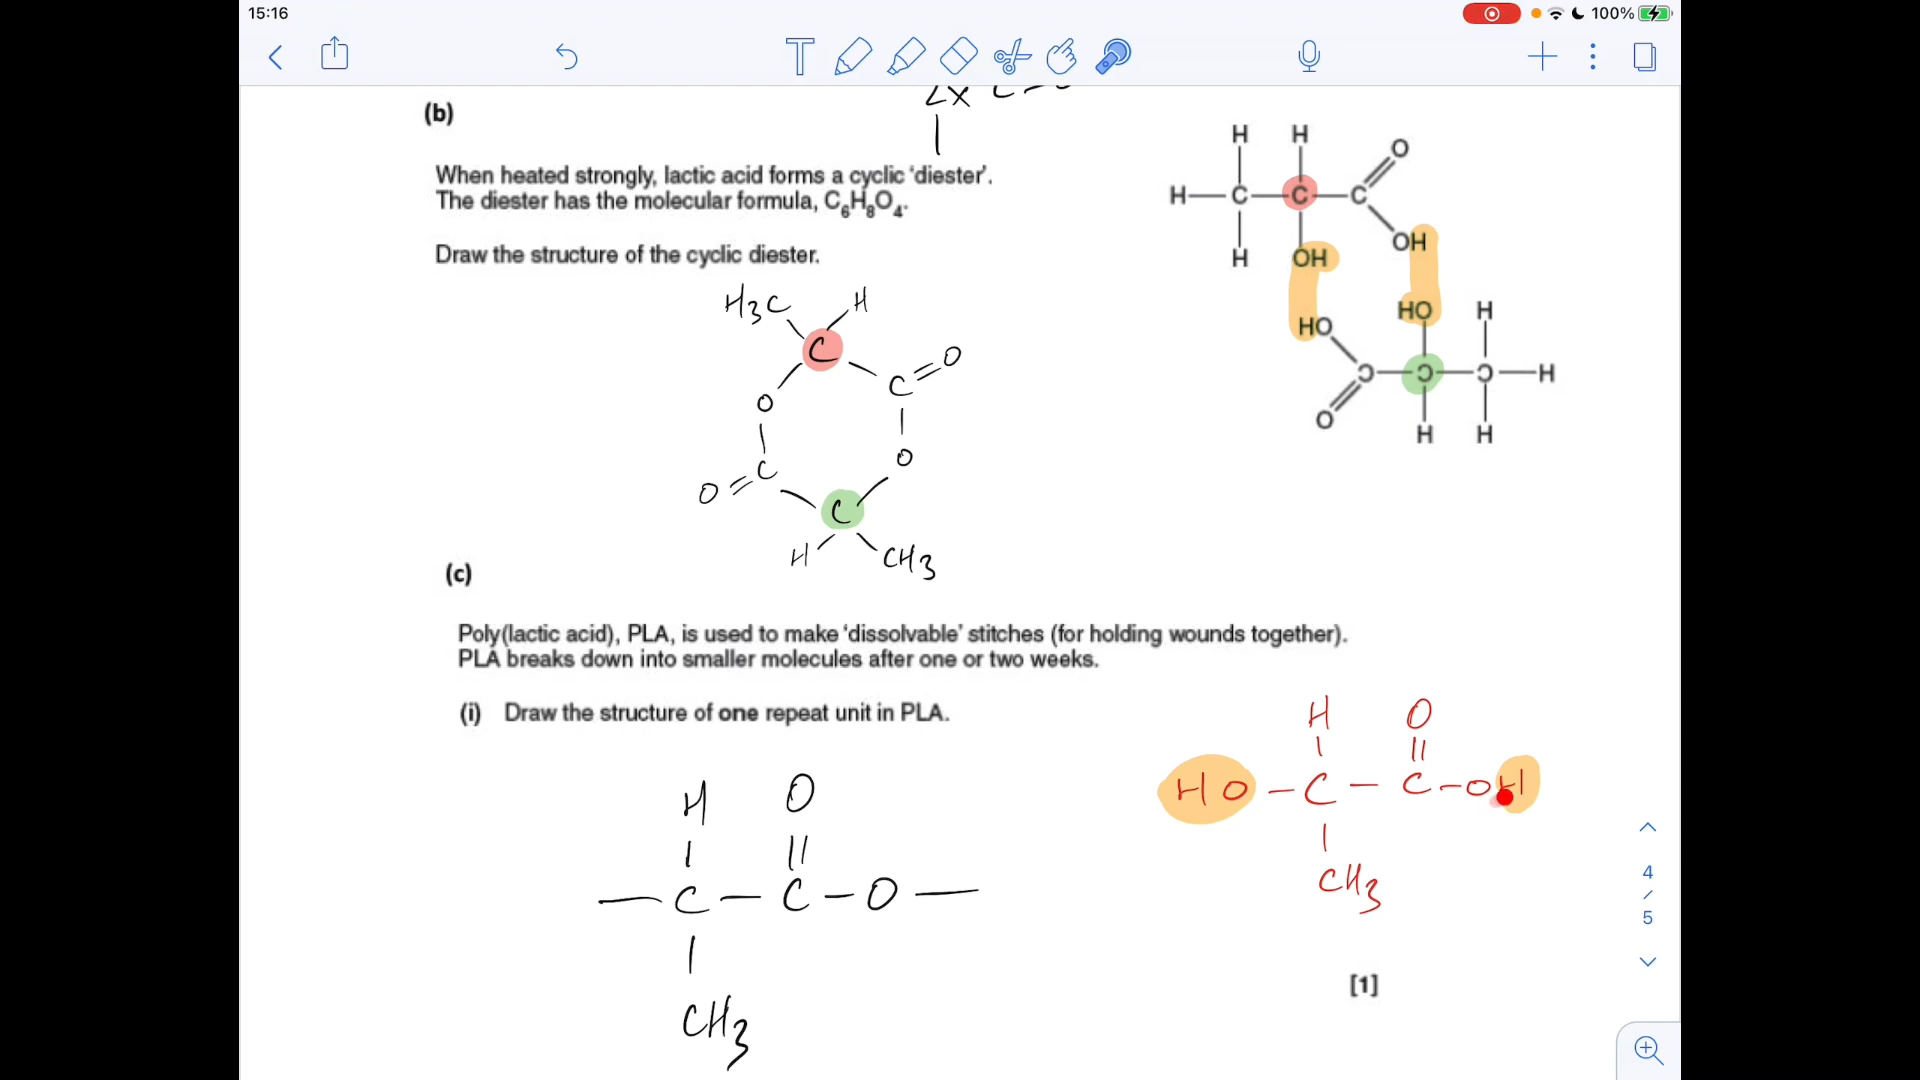 15:16
100%
T
(b)
2x C-
When heated strongly, lactic acid forms a cyclic 'diester'.
The diester has the molecular formula, C₆H₈O₄.
Draw the structure of the cyclic diester.
H H
O
H C C C
OH
H OH
HO H
HO
C C C H
O
H H
H3C H
C
O
C
O
O
C
O
C
H CH3
(c)
Poly(lactic acid), PLA, is used to make 'dissolvable' stitches (for holding wounds together).
PLA breaks down into smaller molecules after one or two weeks.
(i) Draw the structure of one repeat unit in PLA.
H O
HO - C - C - OH
CH3
H O
- C - C - O -
CH3
4
/
5
[1]